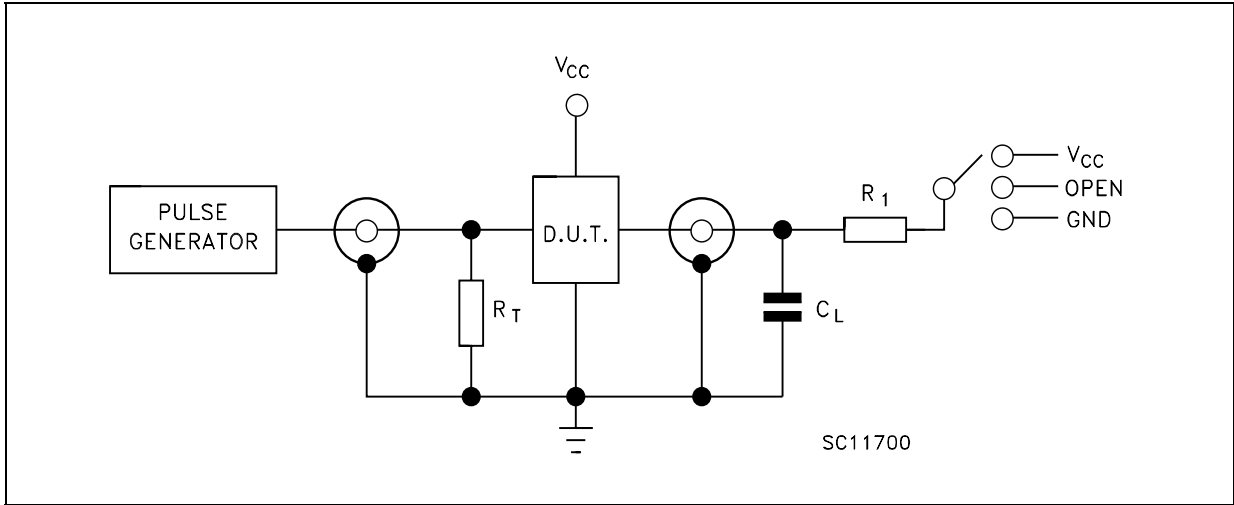 VCC
PULSE
GENERATOR
D.U.T.
RT
CL
R1
VCC
OPEN
GND
SC11700